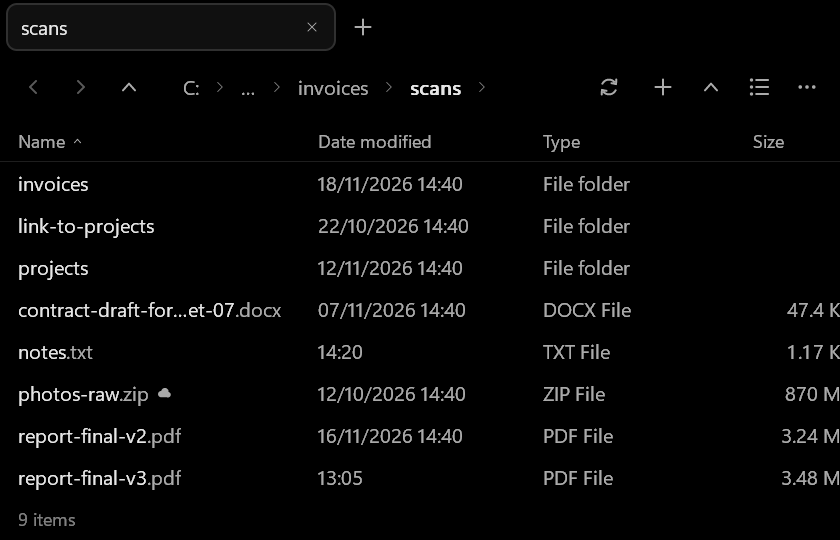 scans
C: ... invoices scans
Name Date modified Type Size
invoices 18/11/2026 14:40 File folder
link-to-projects 22/10/2026 14:40 File folder
projects 12/11/2026 14:40 File folder
contract-draft-for...et-07.docx 07/11/2026 14:40 DOCX File 47.4 K
notes.txt 14:20 TXT File 1.17 K
photos-raw.zip 12/10/2026 14:40 ZIP File 870 M
report-final-v2.pdf 16/11/2026 14:40 PDF File 3.24 M
report-final-v3.pdf 13:05 PDF File 3.48 M
9 items